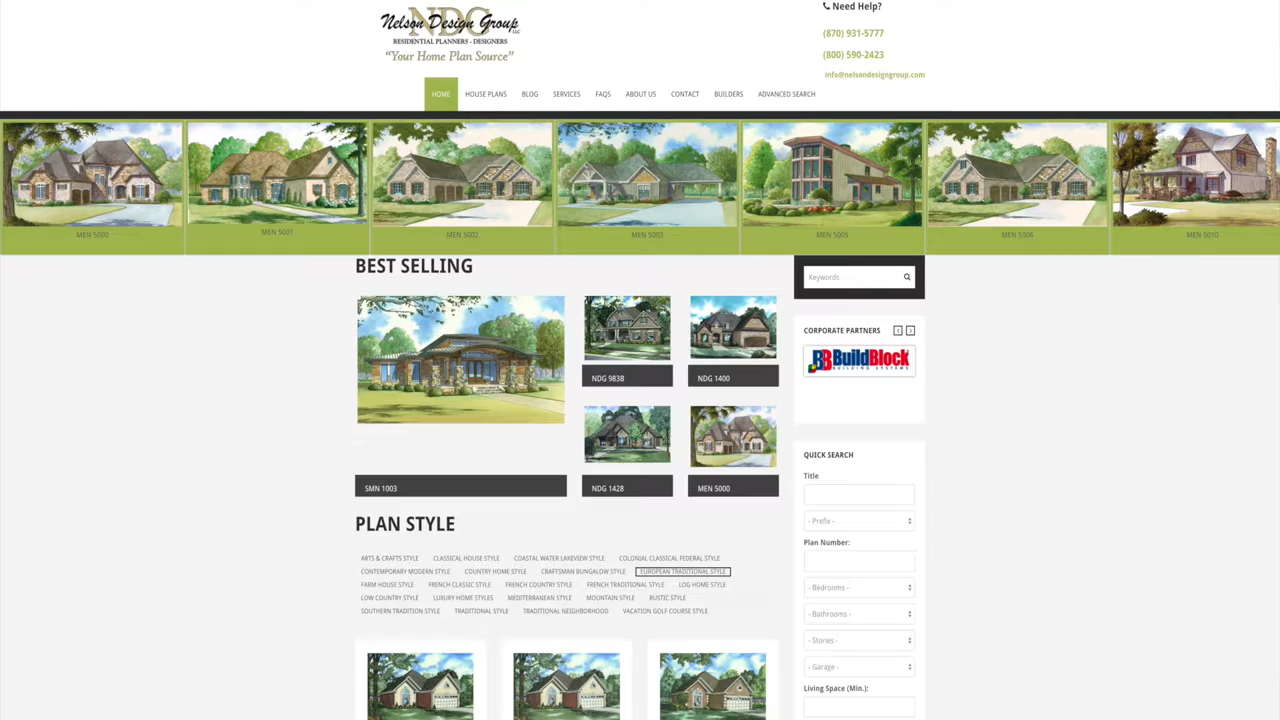 NDG
Nelson Design Group LLC
RESIDENTIAL PLANNERS - DESIGNERS
"Your Home Plan Source"
Need Help?
(870) 931-5777
(800) 590-2423
info@nelsondesigngroup.com
HOME HOUSE PLANS BLOG SERVICES FAQS ABOUT US CONTACT BUILDERS ADVANCED SEARCH
MEN 5000 MEN 5001 MEN 5002 MEN 5003 MEN 5005 MEN 5006 MEN 5010
BEST SELLING
NDG 983B NDG 1400
SMN 1003 NDG 1428 MEN 5000
PLAN STYLE
ARTS & CRAFTS STYLE CLASSICAL HOUSE STYLE COASTAL WATER LAKEVIEW STYLE COLONIAL CLASSICAL FEDERAL STYLE
CONTEMPORARY MODERN STYLE COUNTRY HOME STYLE CRAFTSMAN BUNGALOW STYLE EUROPEAN TRADITIONAL STYLE
FARM HOUSE STYLE FRENCH CLASSIC STYLE FRENCH COUNTRY STYLE FRENCH TRADITIONAL STYLE LOG HOME STYLE
LOW COUNTRY STYLE LUXURY HOME STYLES MEDITERRANEAN STYLE MOUNTAIN STYLE RUSTIC STYLE
SOUTHERN TRADITION STYLE TRADITIONAL STYLE TRADITIONAL NEIGHBORHOOD VACATION GOLF COURSE STYLE
Keywords
CORPORATE PARTNERS
BB BuildBlock
BUILDING SYSTEMS
QUICK SEARCH
Title
- Prefix -
Plan Number:
- Bedrooms -
- Bathrooms -
- Stories -
- Garage -
Living Space (Min.):